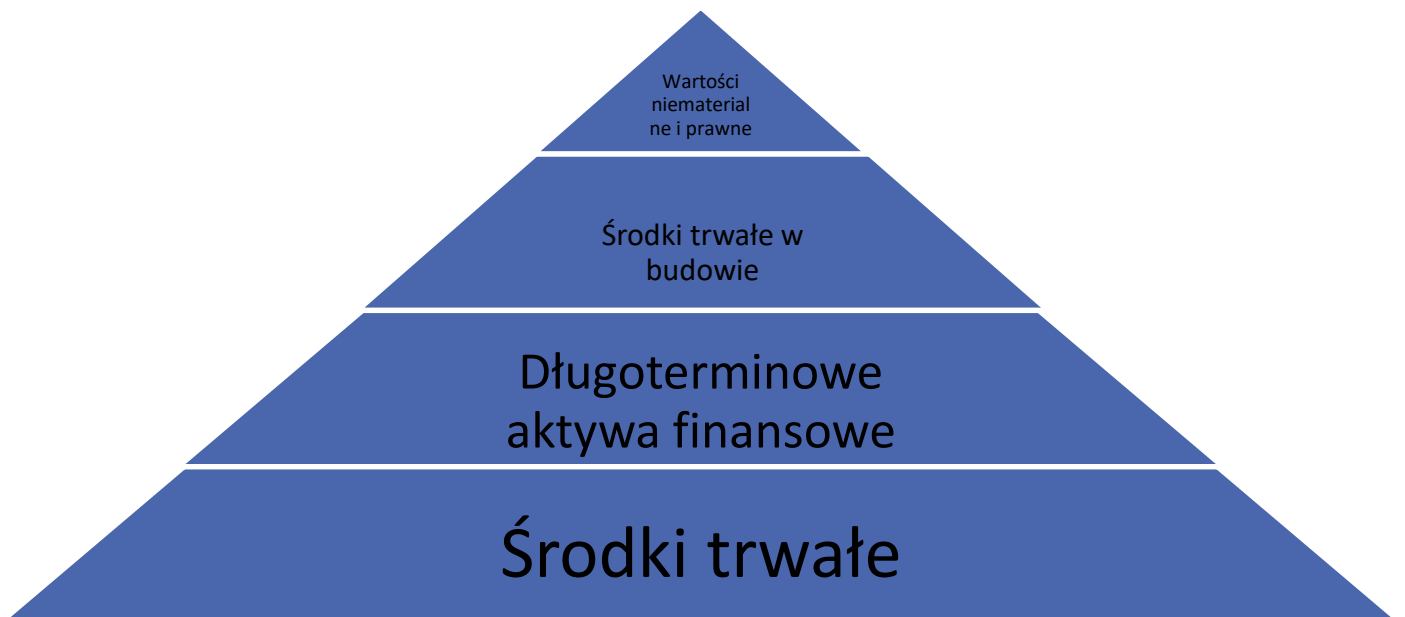 Wartości
niematerial
ne i prawne
Środki trwałe w
budowie
Długoterminowe
aktywa finansowe
Środki trwałe